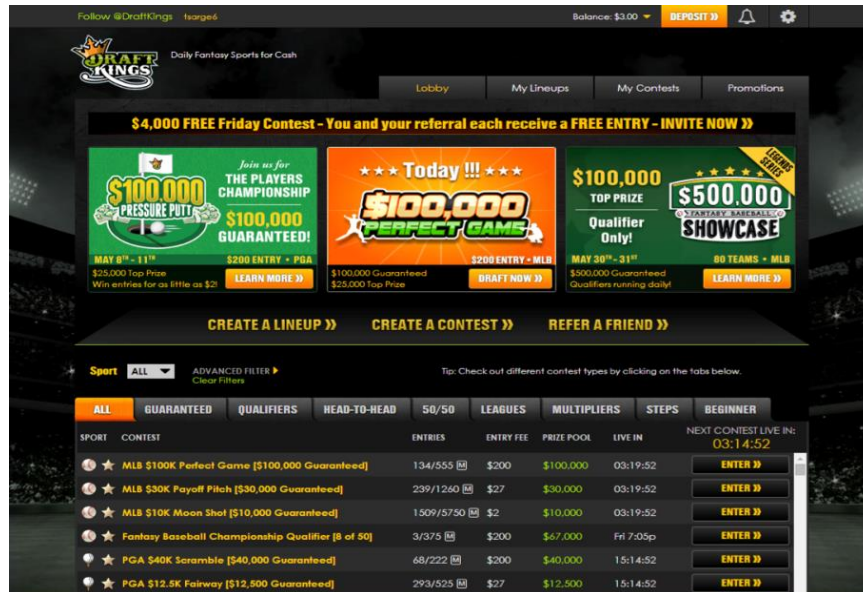 Follow @DraftKings tsarge6 Balance: $3.00 DEPOSIT »
DRAFT KINGS
Daily Fantasy Sports for Cash
Lobby My Lineups My Contests Promotions
$4,000 FREE Friday Contest - You and your referral each receive a FREE ENTRY - INVITE NOW »
$100,000
PRESSURE PUTT
Join us for
THE PLAYERS
CHAMPIONSHIP
$100,000
GUARANTEED!
MAY 8TH - 11TH $200 ENTRY • PGA
$25,000 Top Prize
Win entries for as little as $2!
LEARN MORE »
★★★ Today !!! ★★★
$100,000
PERFECT GAME
$200 ENTRY • MLB
$100,000 Guaranteed
$25,000 Top Prize
DRAFT NOW »
LEGENDS
SERIES
$100,000
TOP PRIZE
Qualifier
Only!
$500,000
FANTASY BASEBALL
SHOWCASE
MAY 30TH - 31ST 80 TEAMS • MLB
$500,000 Guaranteed
Qualifiers running daily!
LEARN MORE »
CREATE A LINEUP » CREATE A CONTEST » REFER A FRIEND »
Sport ALL ADVANCED FILTER
Clear Filters
Tip: Check out different contest types by clicking on the tabs below.
ALL GUARANTEED QUALIFIERS HEAD-TO-HEAD 50/50 LEAGUES MULTIPLIERS STEPS BEGINNER
SPORT CONTEST ENTRIES ENTRY FEE PRIZE POOL LIVE IN NEXT CONTEST LIVE IN:
03:14:52
MLB $100K Perfect Game [$100,000 Guaranteed] 134/555 M $200 $100,000 03:19:52 ENTER »
MLB $30K Payoff Pitch [$30,000 Guaranteed] 239/1260 M $27 $30,000 03:19:52 ENTER »
MLB $10K Moon Shot [$10,000 Guaranteed] 1509/5750 M $2 $10,000 03:19:52 ENTER »
Fantasy Baseball Championship Qualifier [8 of 50] 3/375 M $200 $67,000 Fri 7:05p ENTER »
PGA $40K Scramble [$40,000 Guaranteed] 68/222 M $200 $40,000 15:14:52 ENTER »
PGA $12.5K Fairway [$12,500 Guaranteed] 293/525 M $27 $12,500 15:14:52 ENTER »